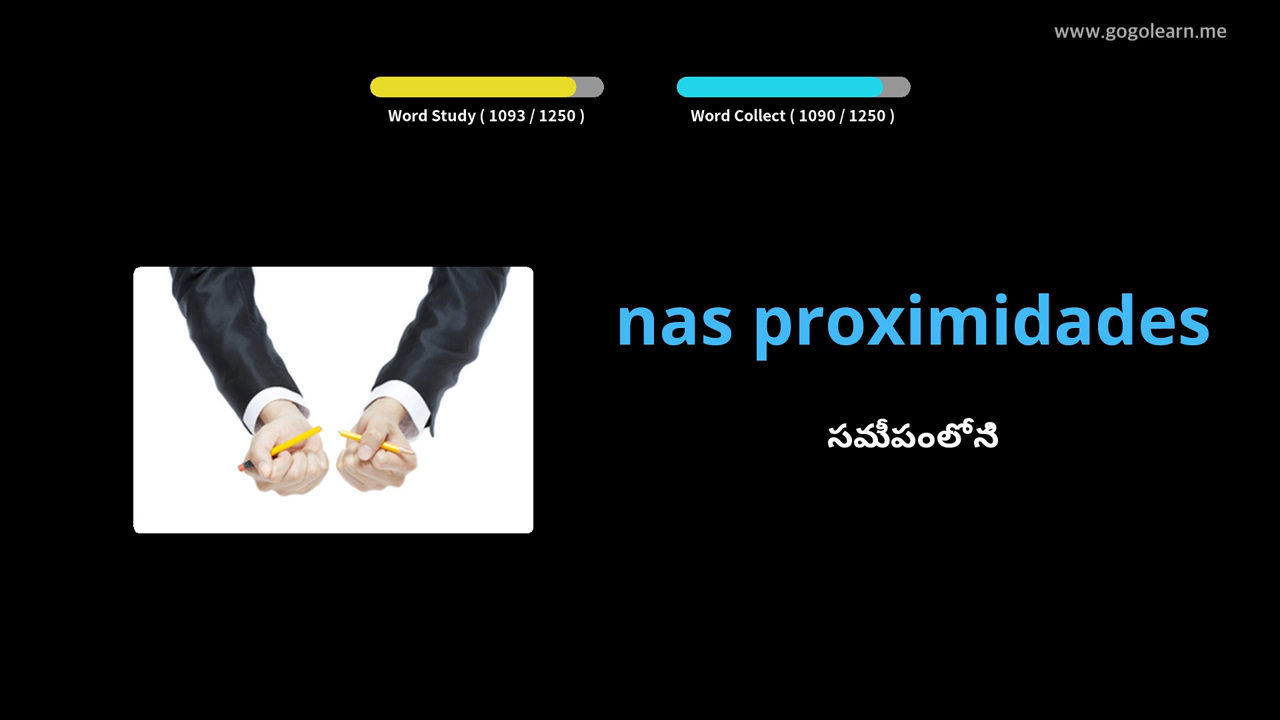 www.gogolearn.me
Word Study ( 1093 / 1250 )
Word Collect ( 1090 / 1250 )
nas proximidades
సమీపంలోని